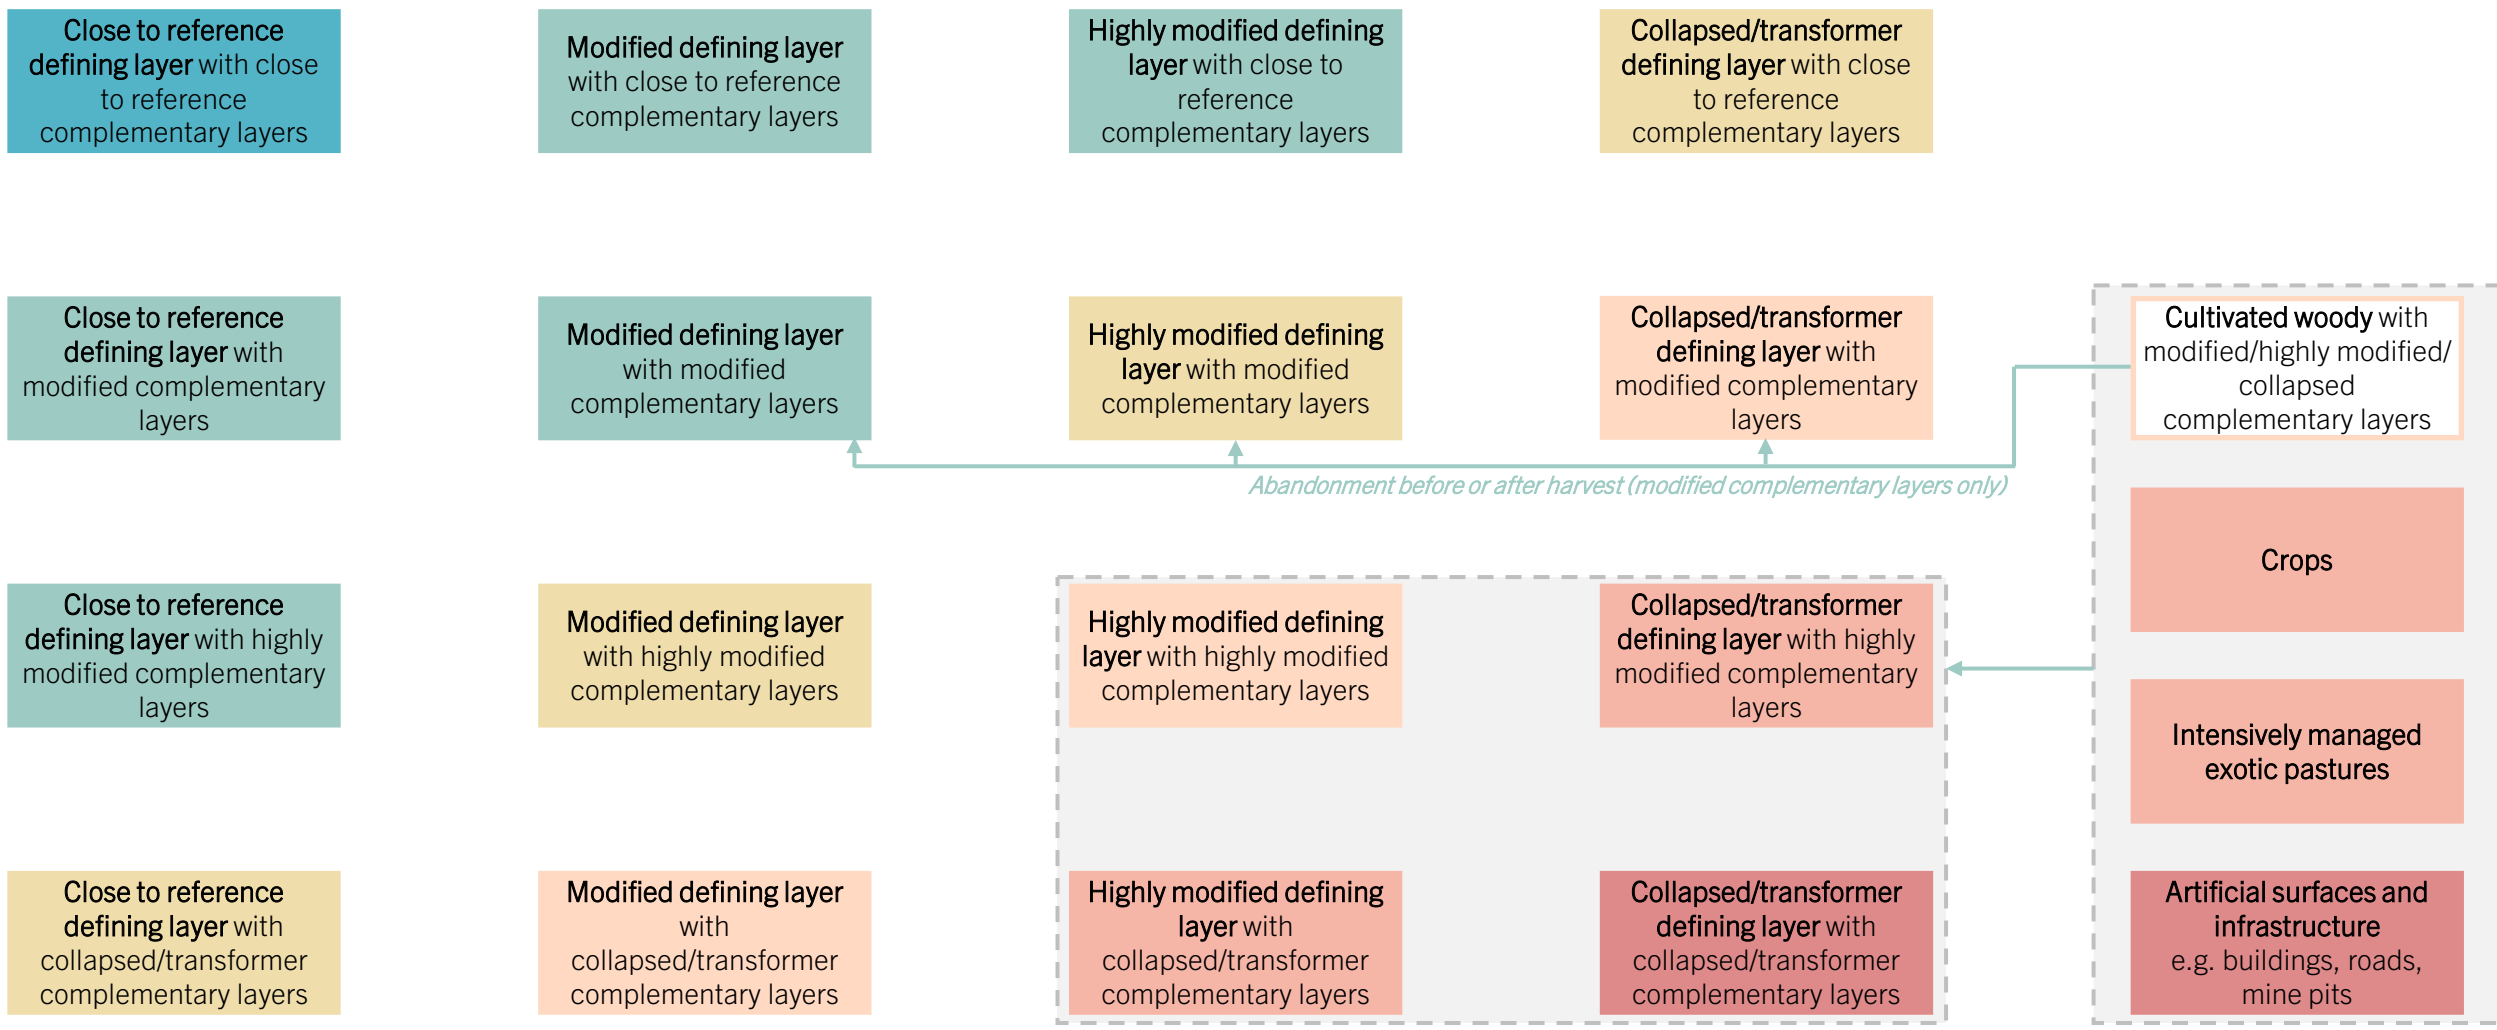 Close to reference
defining layer with close
to reference
complementary layers
Modified defining layer
with close to reference
complementary layers
Highly modified defining
layer with close to
reference
complementary layers
Collapsed/transformer
defining layer with close
to reference
complementary layers
Close to reference
defining layer with
modified complementary
layers
Modified defining layer
with modified
complementary layers
Highly modified defining
layer with modified
complementary layers
Collapsed/transformer
defining layer with
modified complementary
layers
Cultivated woody with
modified/highly modified/
collapsed
complementary layers
Abandonment before or after harvest (modified complementary layers only)
Crops
Close to reference
defining layer with highly
modified complementary
layers
Modified defining layer
with highly modified
complementary layers
Highly modified defining
layer with highly modified
complementary layers
Collapsed/transformer
defining layer with highly
modified complementary
layers
Intensively managed
exotic pastures
Close to reference
defining layer with
collapsed/transformer
complementary layers
Modified defining layer
with
collapsed/transformer
complementary layers
Highly modified defining
layer with
collapsed/transformer
complementary layers
Collapsed/transformer
defining layer with
collapsed/transformer
complementary layers
Artificial surfaces and
infrastructure
e.g. buildings, roads,
mine pits